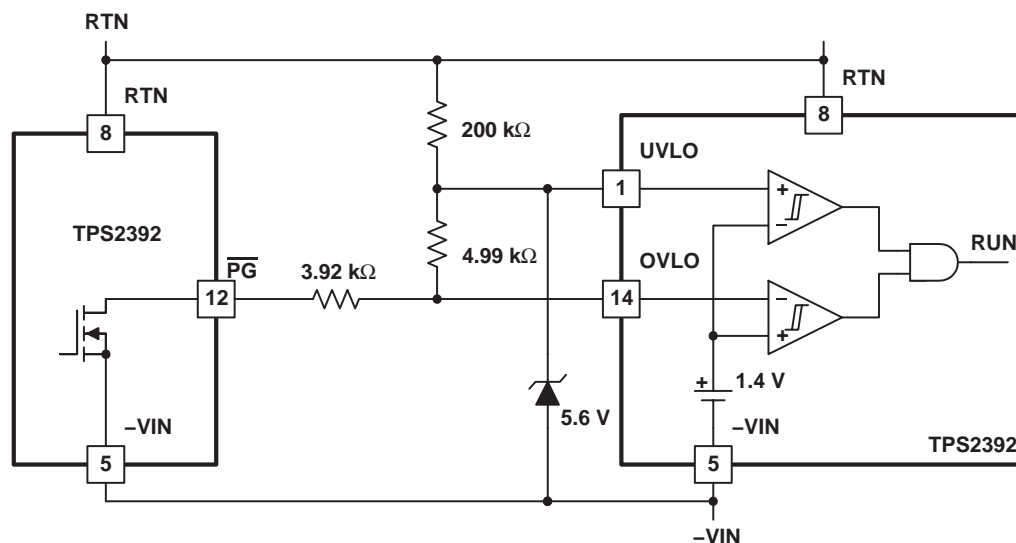 RTN
RTN
RTN
8
8
200 kΩ
UVLO
1
+
−
TPS2392
PG
3.92 kΩ
4.99 kΩ
OVLO
RUN
12
14
−
+
+
1.4 V
5.6 V
−VIN
−VIN
5
5
TPS2392
−VIN